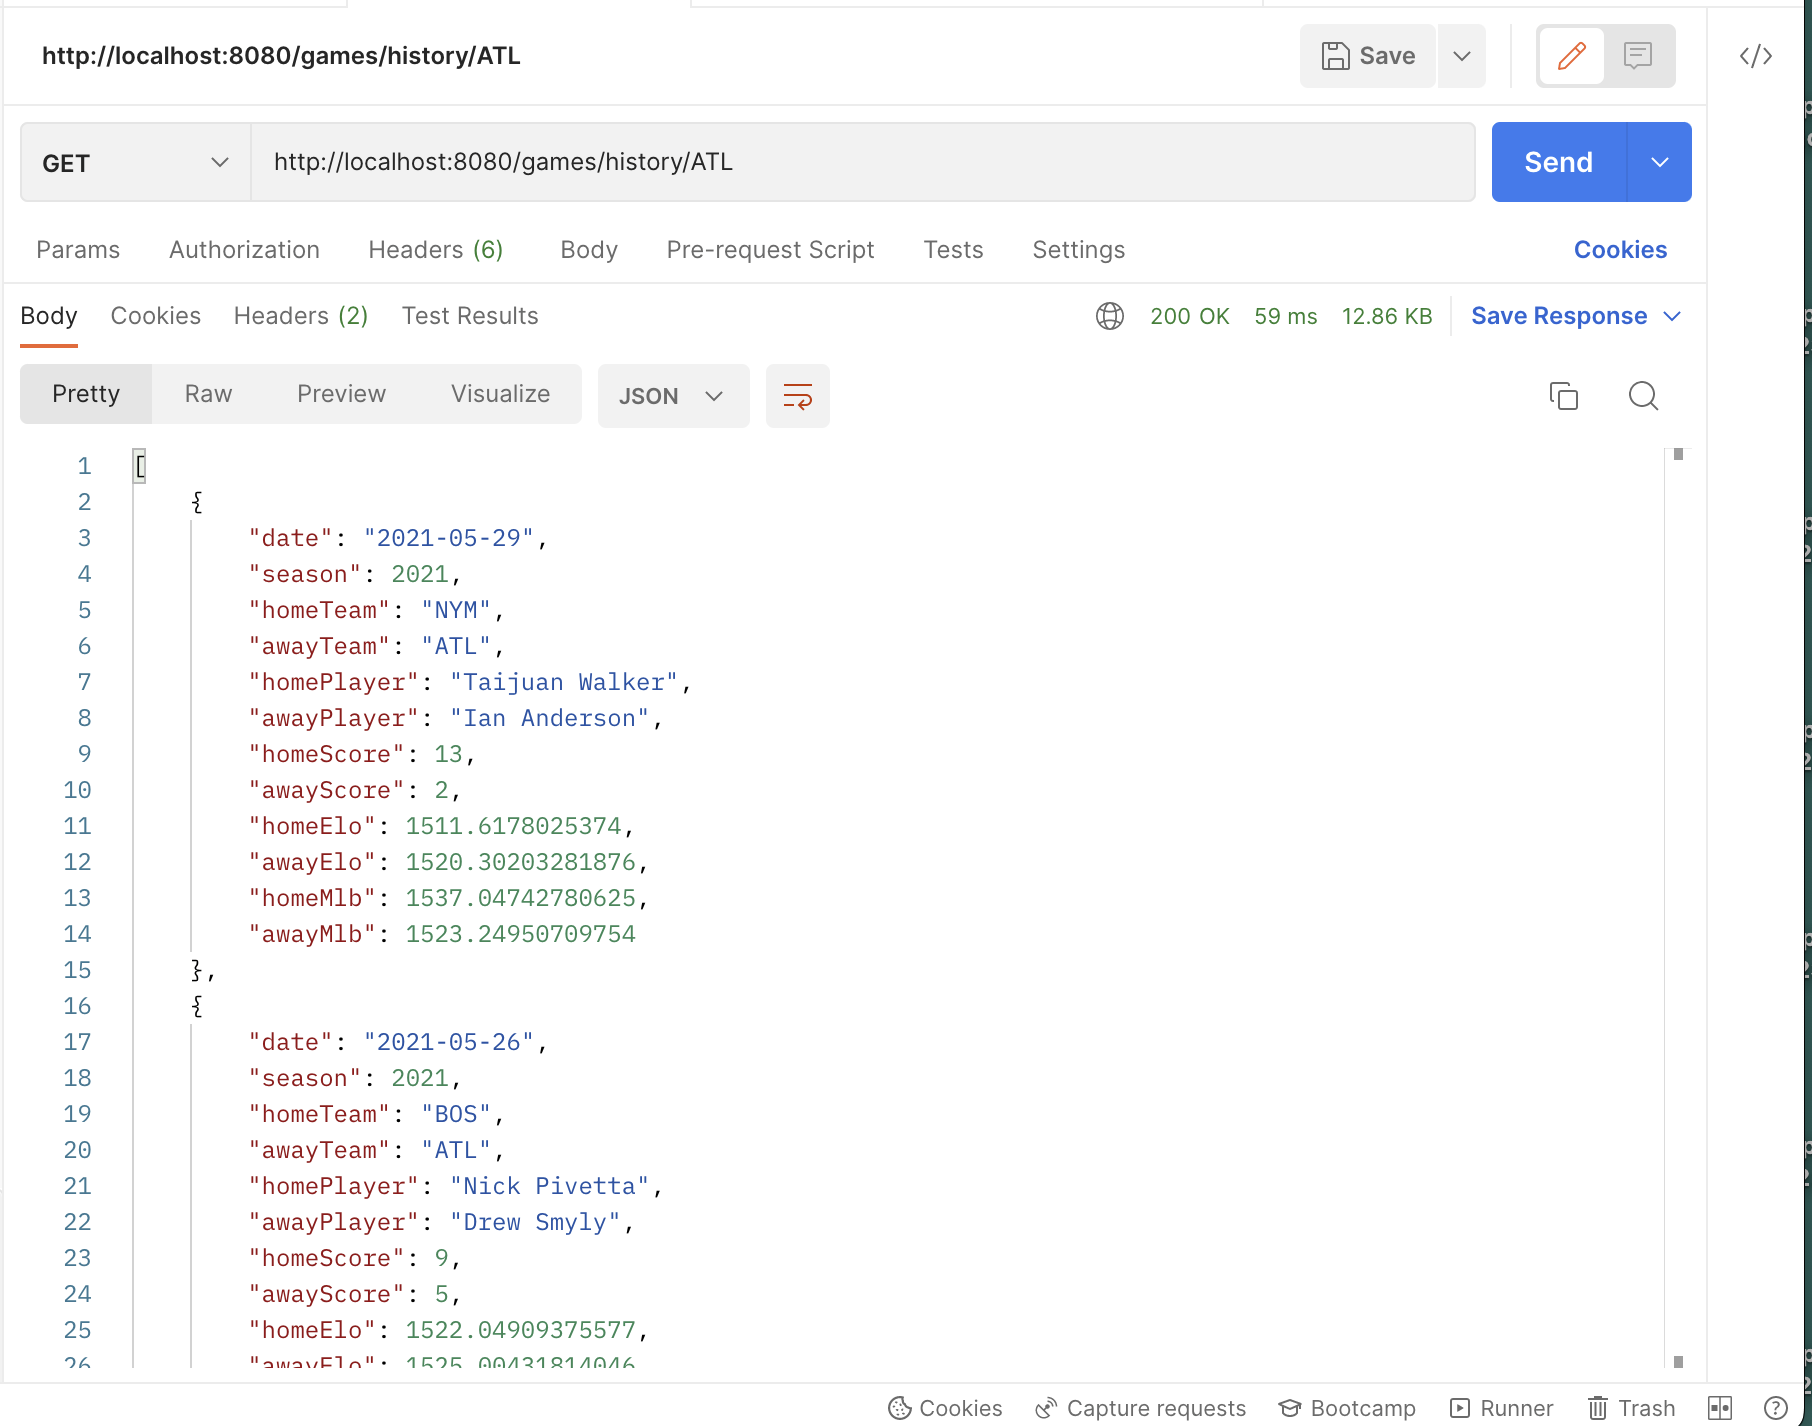 http://localhost:8080/games/history/ATL
Save
GET
http://localhost:8080/games/history/ATL
Send
Params Authorization Headers (6) Body Pre-request Script Tests Settings Cookies
Body Cookies Headers (2) Test Results 200 OK 59 ms 12.86 KB Save Response
Pretty Raw Preview Visualize JSON
1 [
2 {
3 "date": "2021-05-29",
4 "season": 2021,
5 "homeTeam": "NYM",
6 "awayTeam": "ATL",
7 "homePlayer": "Taijuan Walker",
8 "awayPlayer": "Ian Anderson",
9 "homeScore": 13,
10 "awayScore": 2,
11 "homeElo": 1511.6178025374,
12 "awayElo": 1520.30203281876,
13 "homeMlb": 1537.04742780625,
14 "awayMlb": 1523.24950709754
15 },
16 {
17 "date": "2021-05-26",
18 "season": 2021,
19 "homeTeam": "BOS",
20 "awayTeam": "ATL",
21 "homePlayer": "Nick Pivetta",
22 "awayPlayer": "Drew Smyly",
23 "homeScore": 9,
24 "awayScore": 5,
25 "homeElo": 1522.04909375577,
26 "awayElo": 1525.00431814046
Cookies Capture requests Bootcamp Runner Trash